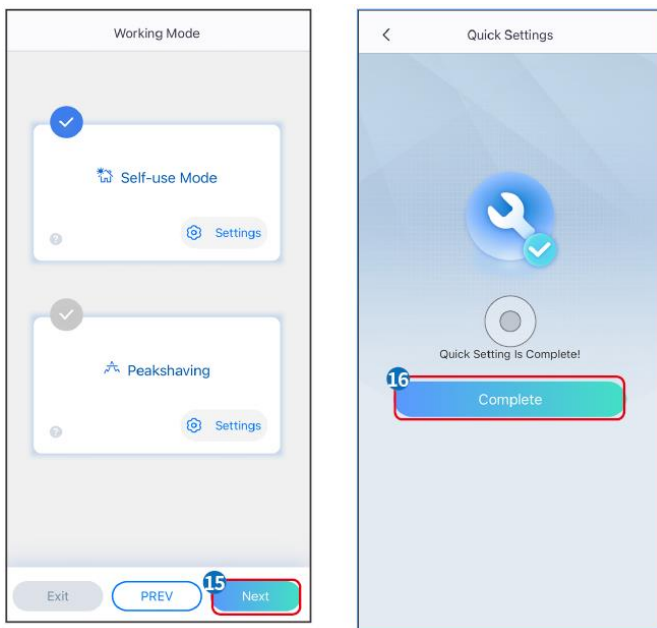 Working Mode
Self-use Mode
?
Settings
Peakshaving
?
Settings
Exit
PREV
15
Next
Quick Settings
Quick Setting Is Complete!
16
Complete